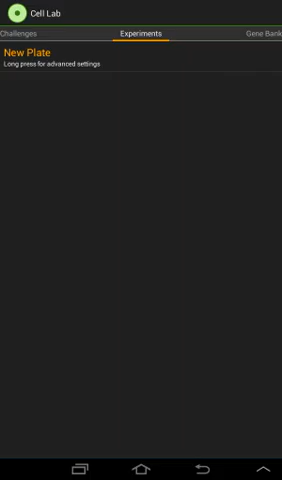 Cell Lab
Challenges
Experiments
Gene Bank
New Plate
Long press for advanced settings